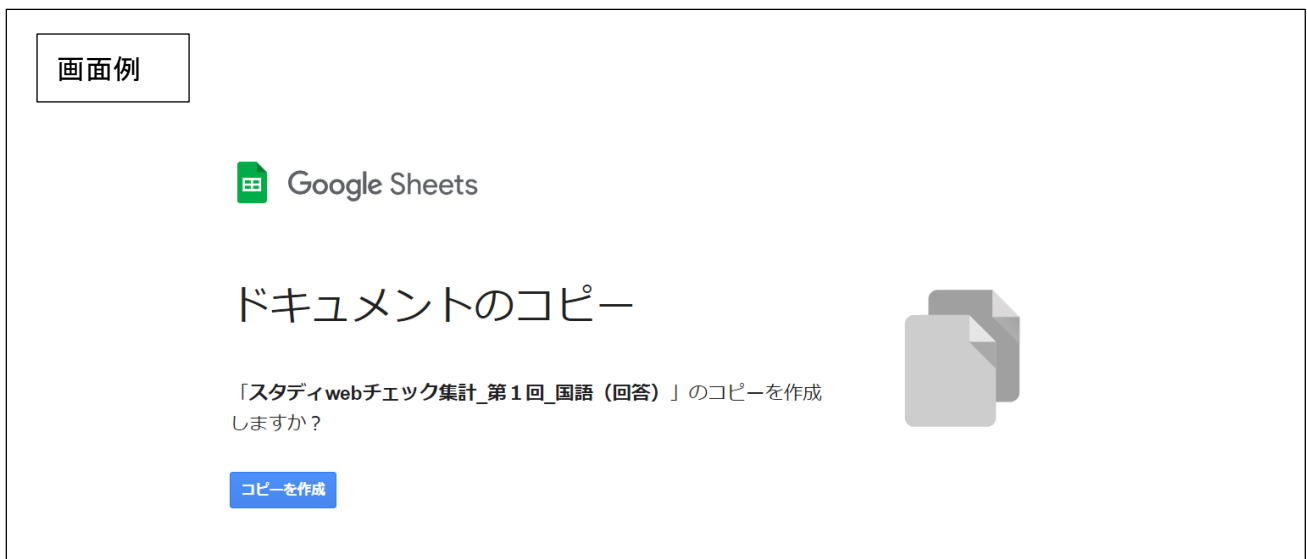 画面例
Google Sheets
ドキュメントのコピー
「スタディwebチェック集計_第１回_国語（回答）」のコピーを作成
しますか？
コピーを作成